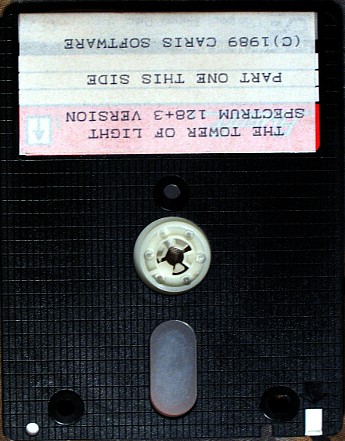 THE TOWER OF LIGHT
SPECTRUM 128+3 VERSION
PART ONE THIS SIDE
(C)1989 CARIS SOFTWARE